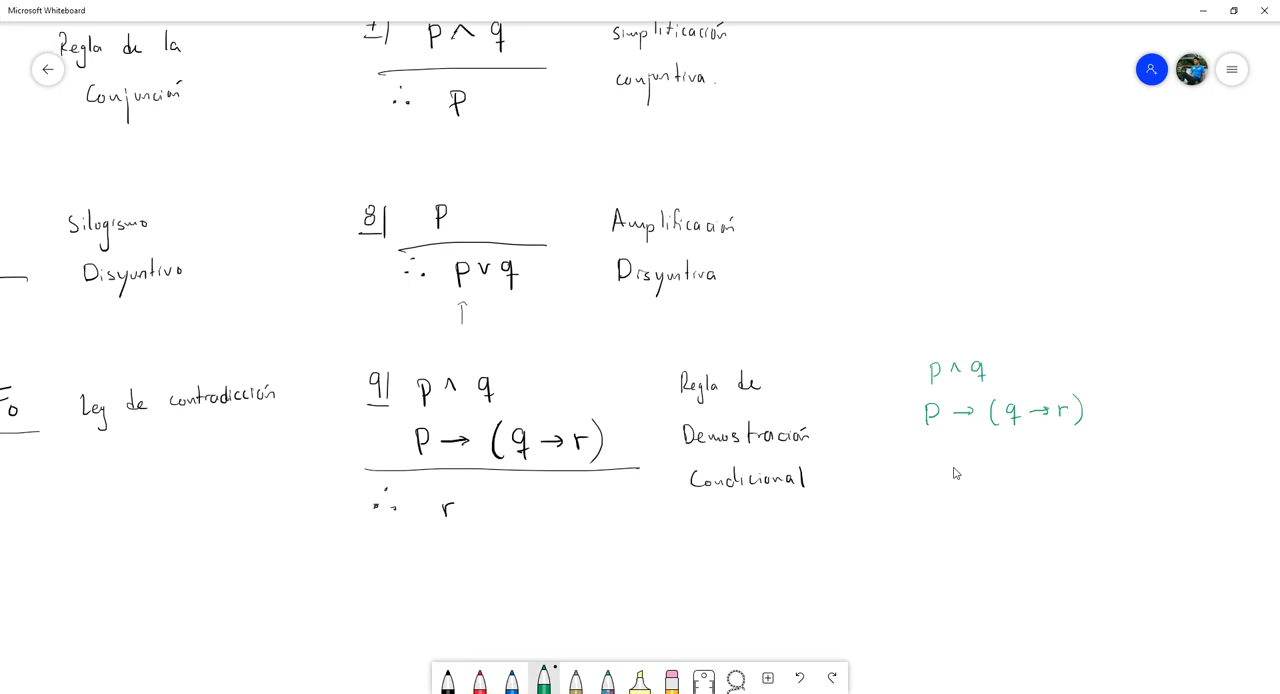 Microsoft Whiteboard
Regla de la
Conjunción
7| p ∧ q
∴ p
simplificación
conjuntiva.
Silogismo
Disyuntivo
8| p
∴ p ∨ q
Amplificación
Disyuntiva
F₀
Ley de contradicción
9| p ∧ q
p → (q → r)
∴ r
Regla de
Demostración
Condicional
p ∧ q
p → (q → r)